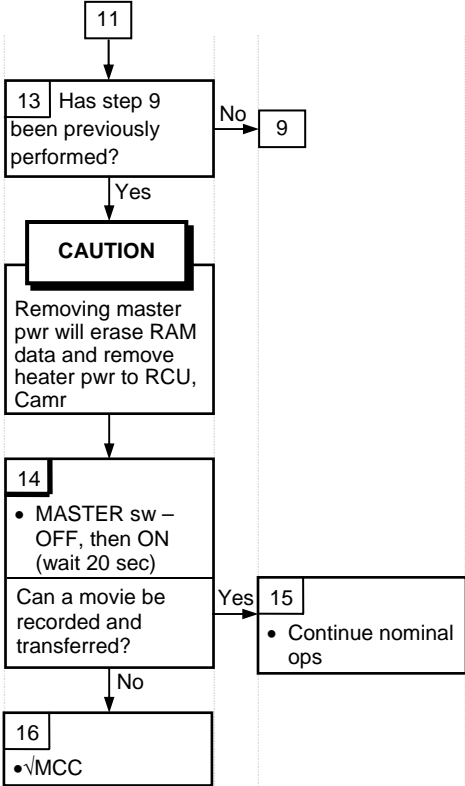 11
13 Has step 9
been previously
performed?
No
9
Yes
CAUTION
Removing master
pwr will erase RAM
data and remove
heater pwr to RCU,
Camr
14
• MASTER sw –
OFF, then ON
(wait 20 sec)
Can a movie be
recorded and
transferred?
Yes
15
• Continue nominal
ops
No
16
•√MCC